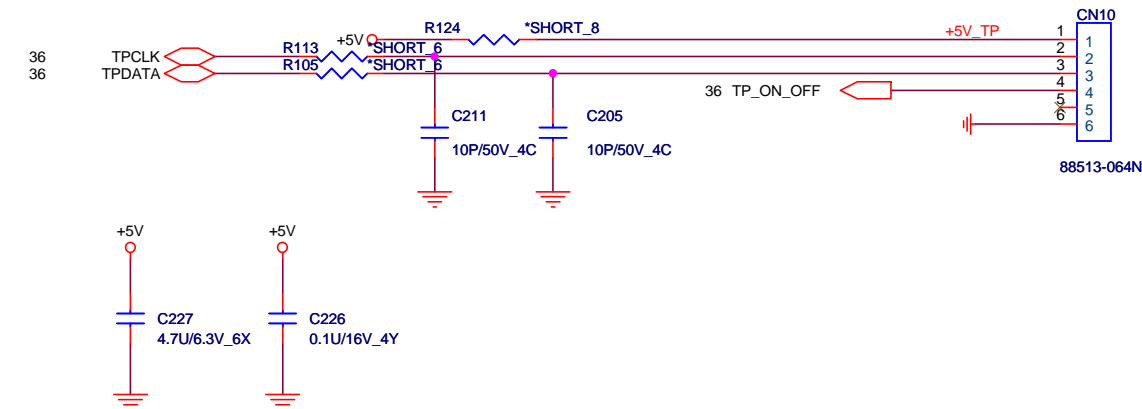 CN10
R124 *SHORT_8
+5V
+5V_TP
36 TPCLK
R113 *SHORT_6
36 TPDATA
R105 *SHORT_6
36 TP_ON_OFF
1 1
2 2
3 3
4 4
5 5
6 6
C211
10P/50V_4C
C205
10P/50V_4C
88513-064N
+5V
+5V
C227
4.7U/6.3V_6X
C226
0.1U/16V_4Y